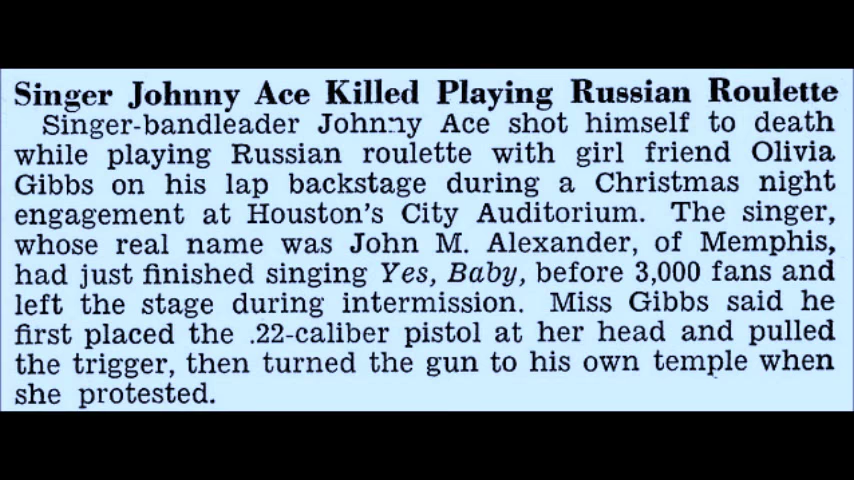 Singer Johnny Ace Killed Playing Russian Roulette
Singer-bandleader Johnny Ace shot himself to death
while playing Russian roulette with girl friend Olivia
Gibbs on his lap backstage during a Christmas night
engagement at Houston's City Auditorium. The singer,
whose real name was John M. Alexander, of Memphis,
had just finished singing Yes, Baby, before 3,000 fans and
left the stage during intermission. Miss Gibbs said he
first placed the .22-caliber pistol at her head and pulled
the trigger, then turned the gun to his own temple when
she protested.